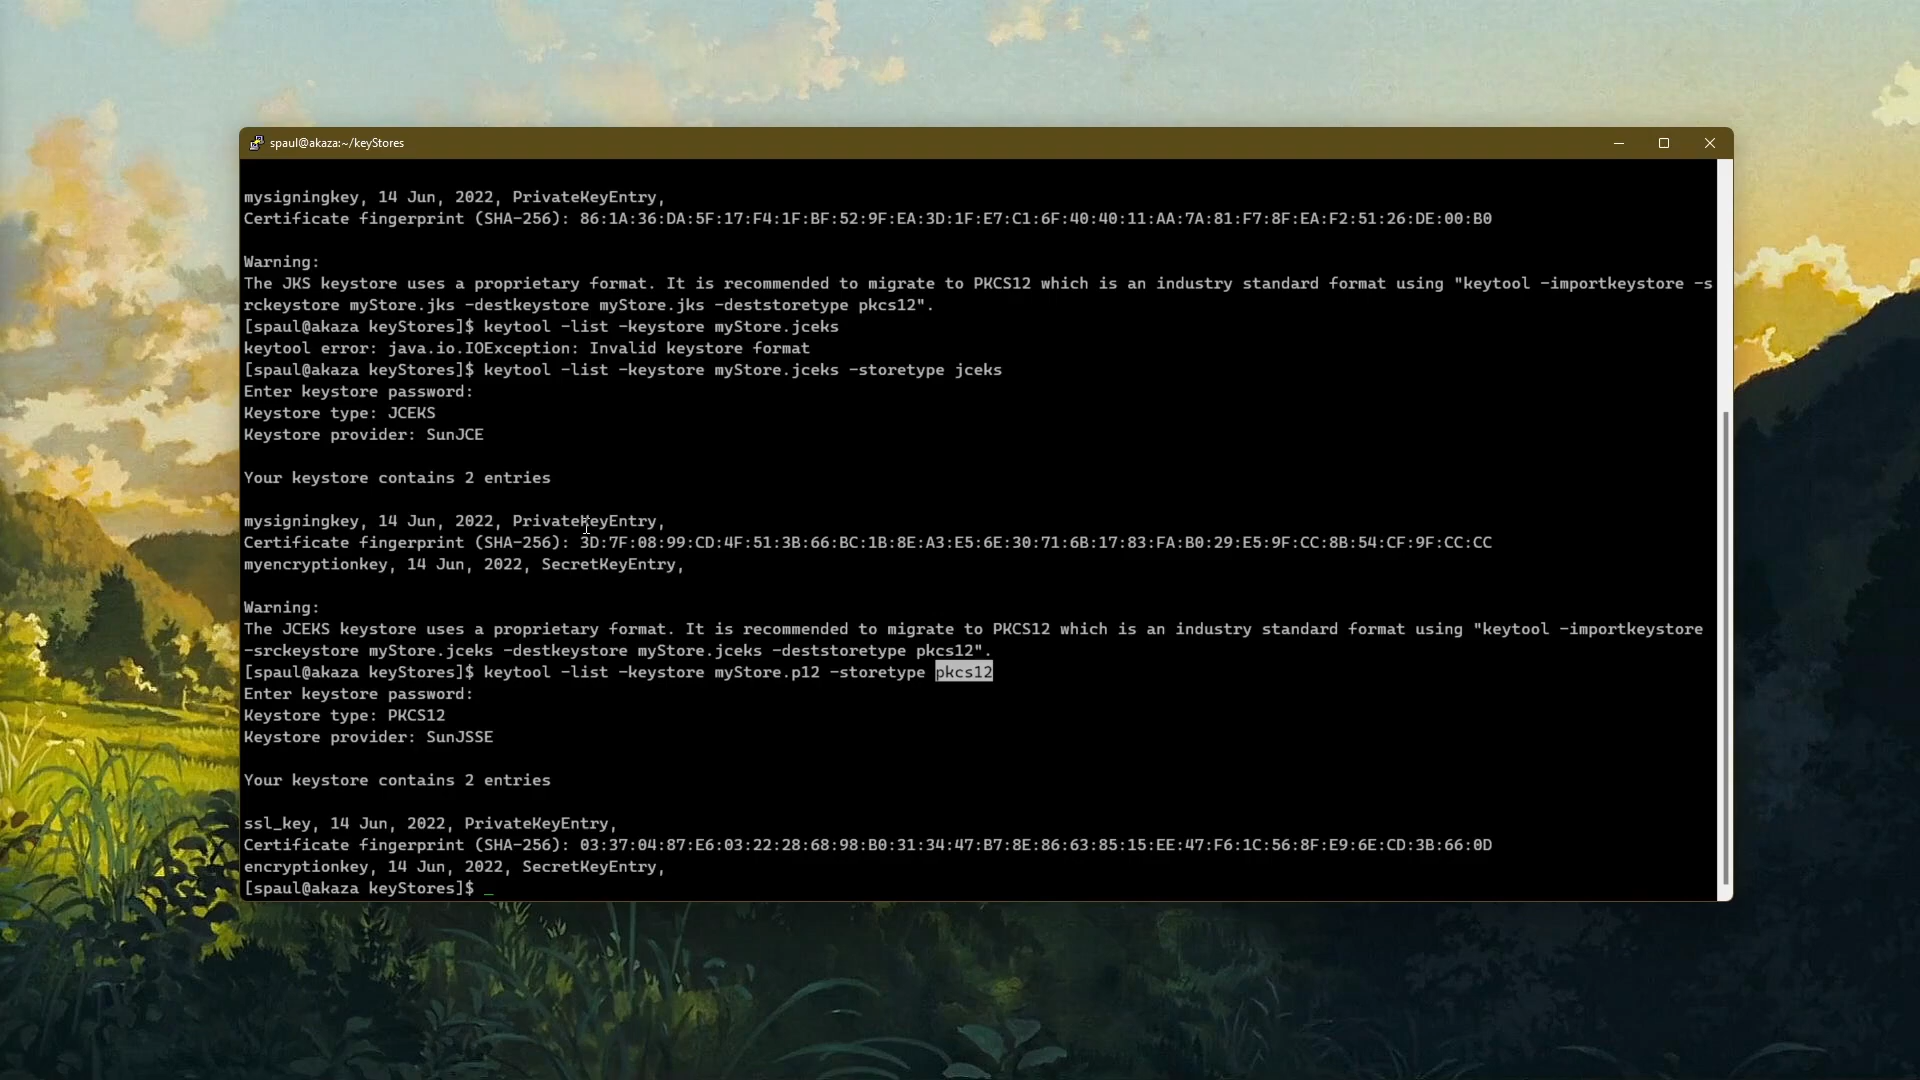 spaul@akaza:~/keyStores
mysigningkey, 14 Jun, 2022, PrivateKeyEntry,
Certificate fingerprint (SHA-256): 86:1A:36:DA:5F:17:F4:1F:BF:52:9F:EA:3D:1F:E7:C1:6F:40:40:11:AA:7A:81:F7:8F:EA:F2:51:26:DE:00:B0
Warning:
The JKS keystore uses a proprietary format. It is recommended to migrate to PKCS12 which is an industry standard format using "keytool -importkeystore -s
rckeystore myStore.jks -destkeystore myStore.jks -deststoretype pkcs12".
[spaul@akaza keyStores]$ keytool -list -keystore myStore.jceks
keytool error: java.io.IOException: Invalid keystore format
[spaul@akaza keyStores]$ keytool -list -keystore myStore.jceks -storetype jceks
Enter keystore password:
Keystore type: JCEKS
Keystore provider: SunJCE
Your keystore contains 2 entries
mysigningkey, 14 Jun, 2022, PrivateKeyEntry,
Certificate fingerprint (SHA-256): 3D:7F:08:99:CD:4F:51:3B:66:BC:1B:8E:A3:E5:6E:30:71:6B:17:83:FA:B0:29:E5:9F:CC:8B:54:CF:9F:CC:CC
myencryptionkey, 14 Jun, 2022, SecretKeyEntry,
Warning:
The JCEKS keystore uses a proprietary format. It is recommended to migrate to PKCS12 which is an industry standard format using "keytool -importkeystore
-srckeystore myStore.jceks -destkeystore myStore.jceks -deststoretype pkcs12".
[spaul@akaza keyStores]$ keytool -list -keystore myStore.p12 -storetype pkcs12
Enter keystore password:
Keystore type: PKCS12
Keystore provider: SunJSSE
Your keystore contains 2 entries
ssl_key, 14 Jun, 2022, PrivateKeyEntry,
Certificate fingerprint (SHA-256): 03:37:04:87:E6:03:22:28:68:98:B0:31:34:47:B7:8E:86:63:85:15:EE:47:F6:1C:56:8F:E9:6E:CD:3B:66:0D
encryptionkey, 14 Jun, 2022, SecretKeyEntry,
[spaul@akaza keyStores]$ _